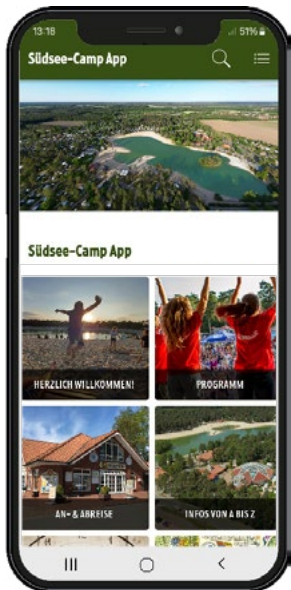 13:18
51%
Südsee-Camp App
Südsee-Camp App
HERZLICH WILLKOMMEN!
PROGRAMM
AN- & ABREISE
INFOS VON A BIS Z